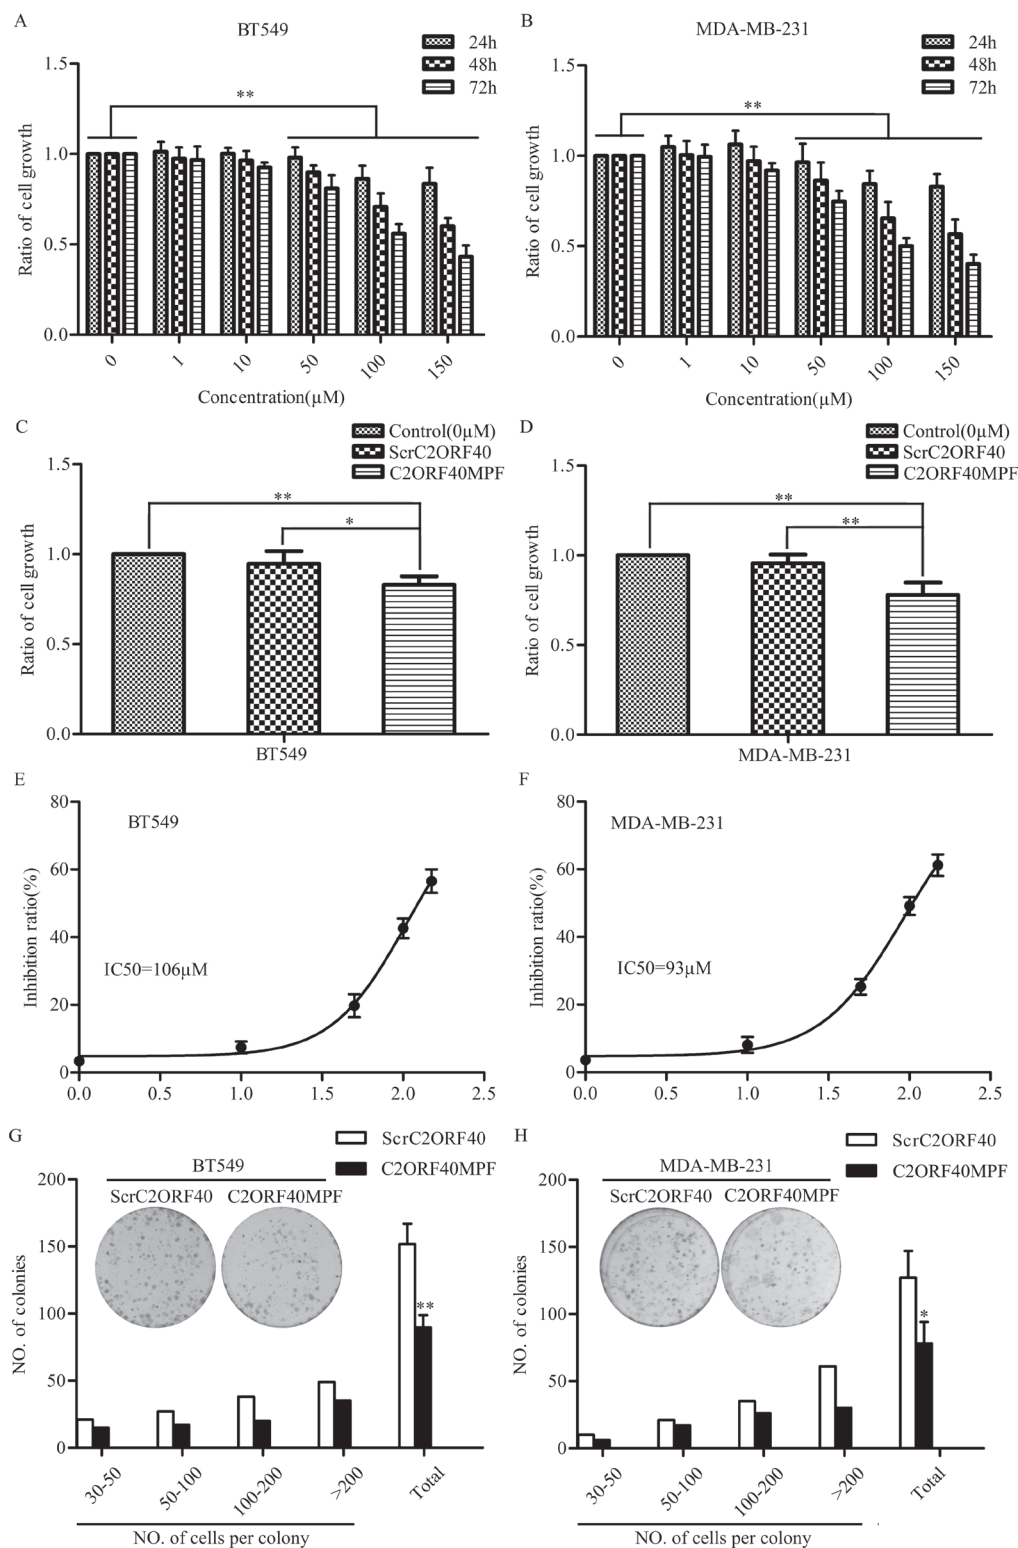 A
BT549
24h
48h
72h
**
1.5
1.0
0.5
0.0
Ratio of cell growth
0
1
10
50
100
150
Concentration(µM)
B
MDA-MB-231
24h
48h
72h
**
1.5
1.0
0.5
0.0
Ratio of cell growth
0
1
10
50
100
150
Concentration(µM)
C
Control(0µM)
ScrC2ORF40
C2ORF40MPF
**
*
1.5
1.0
0.5
0.0
Ratio of cell growth
BT549
D
Control(0µM)
ScrC2ORF40
C2ORF40MPF
**
**
1.5
1.0
0.5
0.0
Ratio of cell growth
MDA-MB-231
E
BT549
IC50=106µM
80
60
40
20
0
Inhibition ratio(%)
0.0
1.0
1.5
2.0
2.5
F
MDA-MB-231
IC50=93µM
80
60
40
20
0
Inhibition ratio(%)
0.0
1.0
1.5
2.0
2.5
G
ScrC2ORF40
C2ORF40MPF
BT549
ScrC2ORF40 C2ORF40MPF
**
200
150
100
50
0
NO. of colonies
30-50
50-100
100-200
>200
Total
NO. of cells per colony
H
ScrC2ORF40
C2ORF40MPF
MDA-MB-231
ScrC2ORF40 C2ORF40MPF
*
200
150
100
50
0
NO. of colonies
30-50
50-100
100-200
>200
Total
NO. of cells per colony